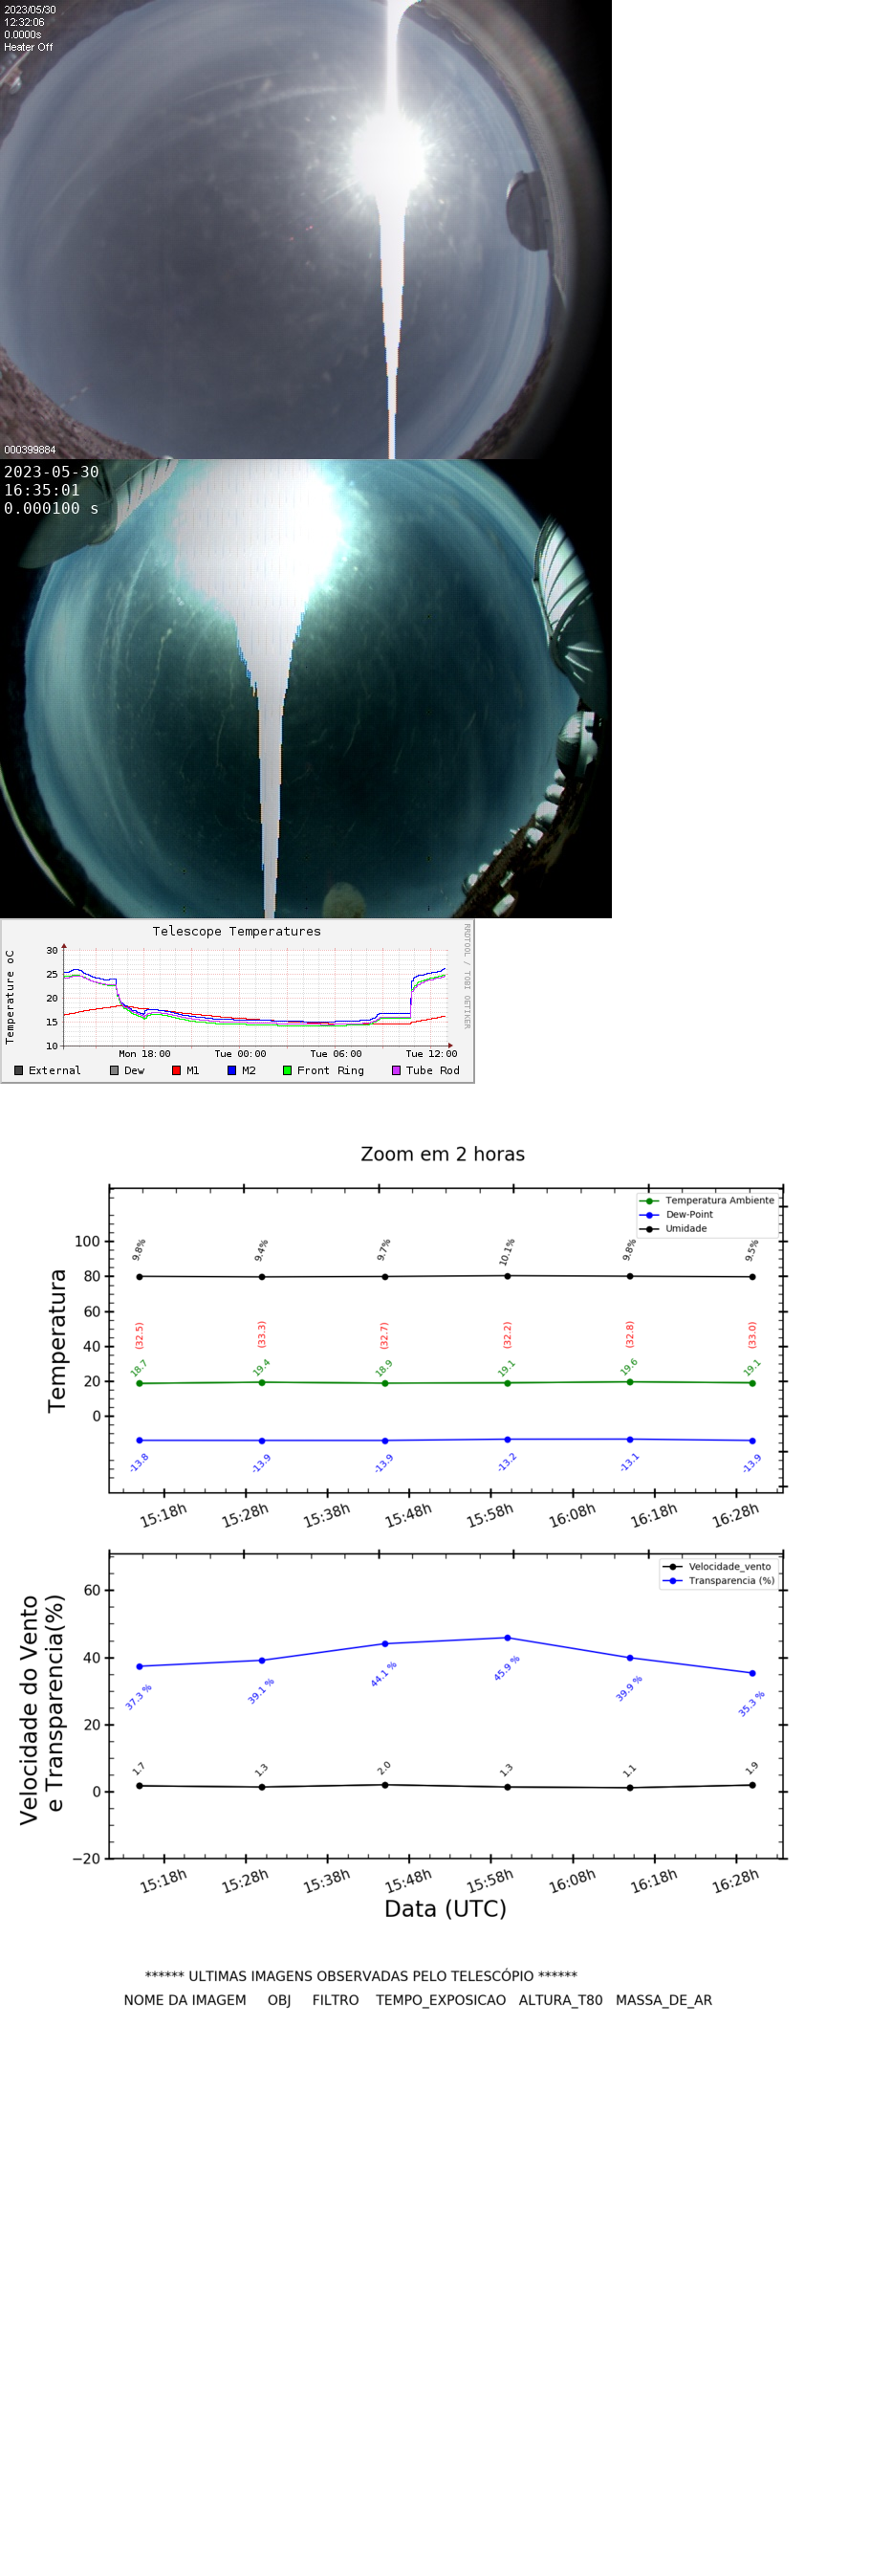 2023/05/30
12:32:06
0.0000s
Heater Off
000399884
2023-05-30
16:35:01
0.000100 s
Telescope Temperatures
RRDTOOL / TOBI OETIKER
Temperature oC
30
25
20
15
10
Mon 18:00 Tue 00:00 Tue 06:00 Tue 12:00
External Dew M1 M2 Front Ring Tube Rod
Zoom em 2 horas
Temperatura
Temperatura Ambiente
Dew-Point
Umidade
100
80
60
40
20
0
9.8% 9.4% 9.7% 10.1% 9.8% 9.5%
(32.5) (33.3) (32.7) (32.2) (32.8) (33.0)
18.7 19.4 18.9 19.1 19.6 19.1
-13.8 -13.9 -13.9 -13.2 -13.1 -13.9
15:18h 15:28h 15:38h 15:48h 15:58h 16:08h 16:18h 16:28h
Velocidade do Vento
e Transparencia(%)
Velocidade_vento
Transparencia (%)
60
40
20
0
−20
37.3 % 39.1 % 44.1 % 45.9 % 39.9 % 35.3 %
1.7 1.3 2.0 1.3 1.1 1.9
15:18h 15:28h 15:38h 15:48h 15:58h 16:08h 16:18h 16:28h
Data (UTC)
****** ULTIMAS IMAGENS OBSERVADAS PELO TELESCÓPIO ******
NOME DA IMAGEM OBJ FILTRO TEMPO_EXPOSICAO ALTURA_T80 MASSA_DE_AR